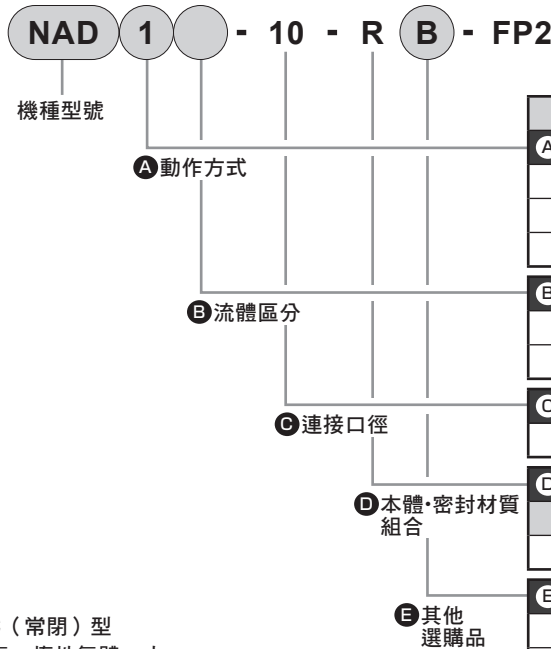 NAD 1 - 10 - R B - FP2
機種型號
A動作方式
B流體區分
C連接口徑
D本體・密封材質
組合
E其他
選購品
A
B
C
D
E
（常閉）型